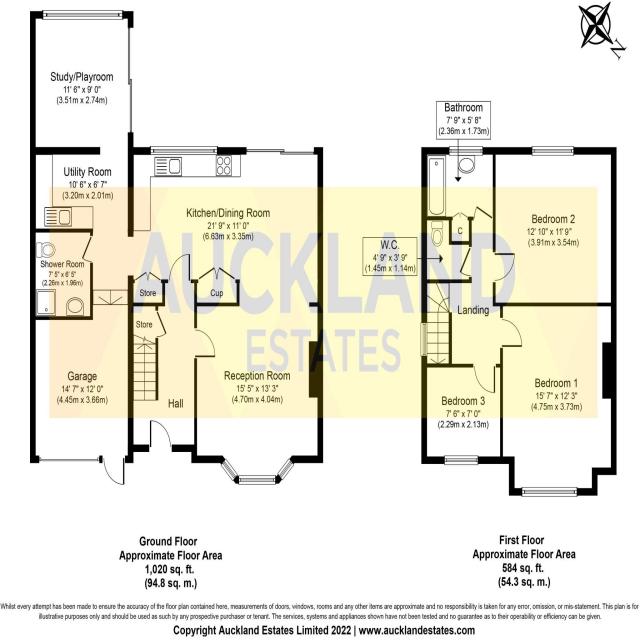 N
Study/Playroom
11' 6" x 9' 0"
(3.51m x 2.74m)
Utility Room
10' 6" x 6' 7"
(3.20m x 2.01m)
Kitchen/Dining Room
21' 9" x 11' 0"
(6.63m x 3.35m)
Shower Room
7' 5" x 6' 5"
(2.26m x 1.96m)
Store
Cup
Store
Garage
14' 7" x 12' 0"
(4.45m x 3.66m)
Hall
Reception Room
15' 5" x 13' 3"
(4.70m x 4.04m)
Bathroom
7' 9" x 5' 8"
(2.36m x 1.73m)
Bedroom 2
12' 10" x 11' 9"
(3.91m x 3.54m)
C
W.C.
4' 9" x 3' 9"
(1.45m x 1.14m)
Landing
Bedroom 1
15' 7" x 12' 3"
(4.75m x 3.73m)
Bedroom 3
7' 6" x 7' 0"
(2.29m x 2.13m)
AUCKLAND
ESTATES
Ground Floor
Approximate Floor Area
1,020 sq. ft.
(94.8 sq. m.)
First Floor
Approximate Floor Area
584 sq. ft.
(54.3 sq. m.)
Whilst every attempt has been made to ensure the accuracy of the floor plan contained here, measurements of doors, windows, rooms and any other items are approximate and no responsibility is taken for any error, omission, or mis-statement. This plan is for
illustrative purposes only and should be used as such by any prospective purchaser or tenant. The services, systems and appliances shown have not been tested and no guarantee as to their operability or efficiency can be given.
Copyright Auckland Estates Limited 2022 | www.aucklandestates.com